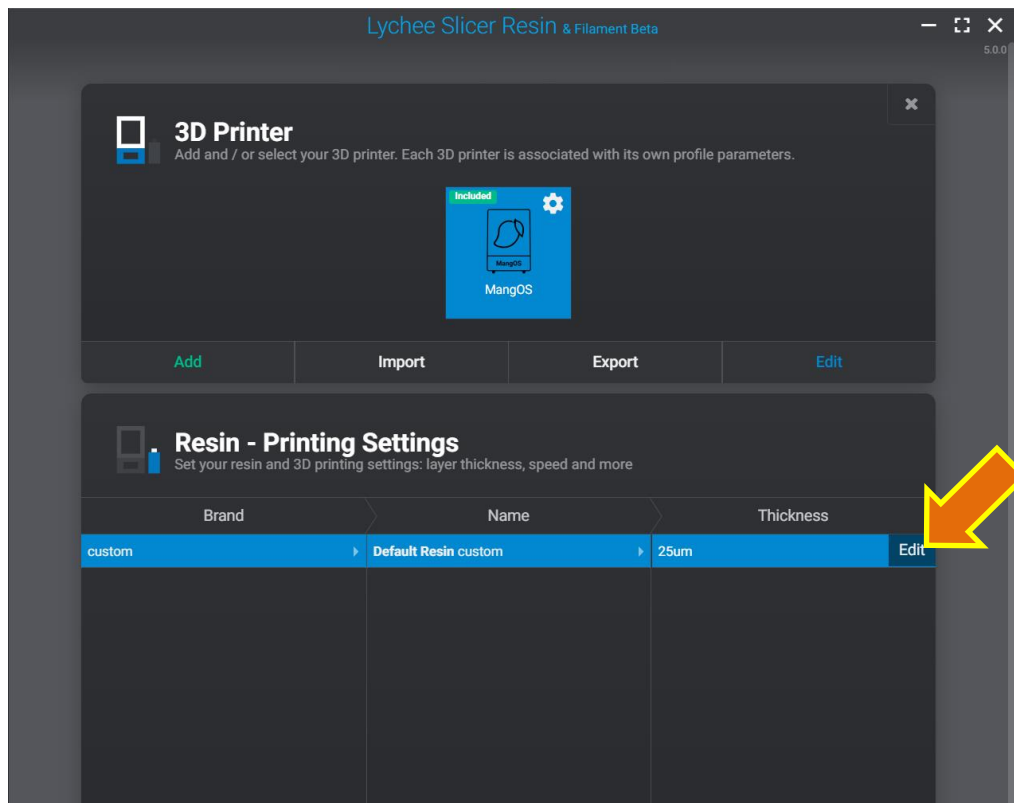 Lychee Slicer Resin & Filament Beta
5.0.0
3D Printer
Add and / or select your 3D printer. Each 3D printer is associated with its own profile parameters.
Included
MangOS
MangOS
Add Import Export Edit
Resin - Printing Settings
Set your resin and 3D printing settings: layer thickness, speed and more
Brand Name Thickness
custom Default Resin custom 25um Edit